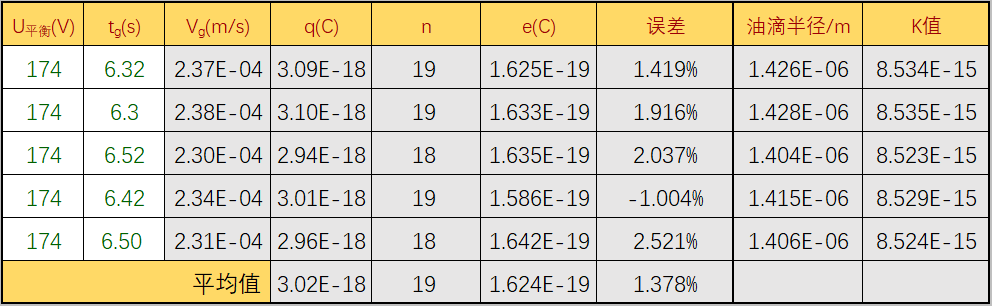 U平衡(V) tg(s) Vg(m/s) q(C) n e(C) 误差 油滴半径/m K值
174 6.32 2.37E-04 3.09E-18 19 1.625E-19 1.419% 1.426E-06 8.534E-15
174 6.3 2.38E-04 3.10E-18 19 1.633E-19 1.916% 1.428E-06 8.535E-15
174 6.52 2.30E-04 2.94E-18 18 1.635E-19 2.037% 1.404E-06 8.523E-15
174 6.42 2.34E-04 3.01E-18 19 1.586E-19 -1.004% 1.415E-06 8.529E-15
174 6.50 2.31E-04 2.96E-18 18 1.642E-19 2.521% 1.406E-06 8.524E-15
平均值 3.02E-18 19 1.624E-19 1.378%